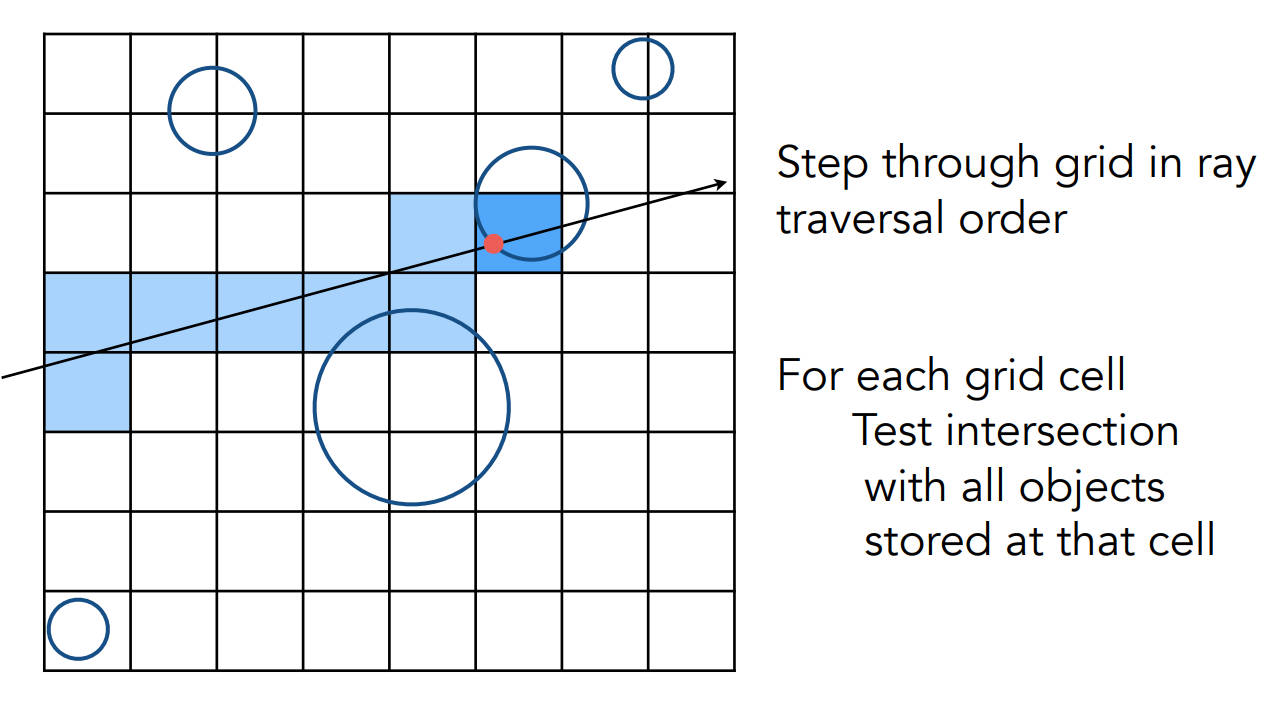 Step through grid in ray
traversal order
For each grid cell
Test intersection
with all objects
stored at that cell